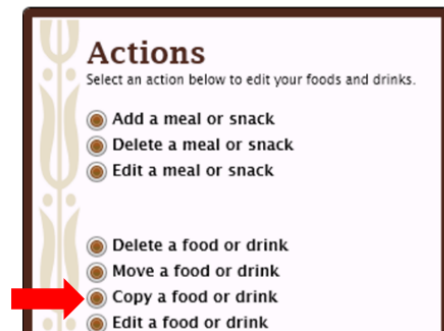 Actions
Select an action below to edit your foods and drinks.
Add a meal or snack
Delete a meal or snack
Edit a meal or snack
Delete a food or drink
Move a food or drink
Copy a food or drink
Edit a food or drink